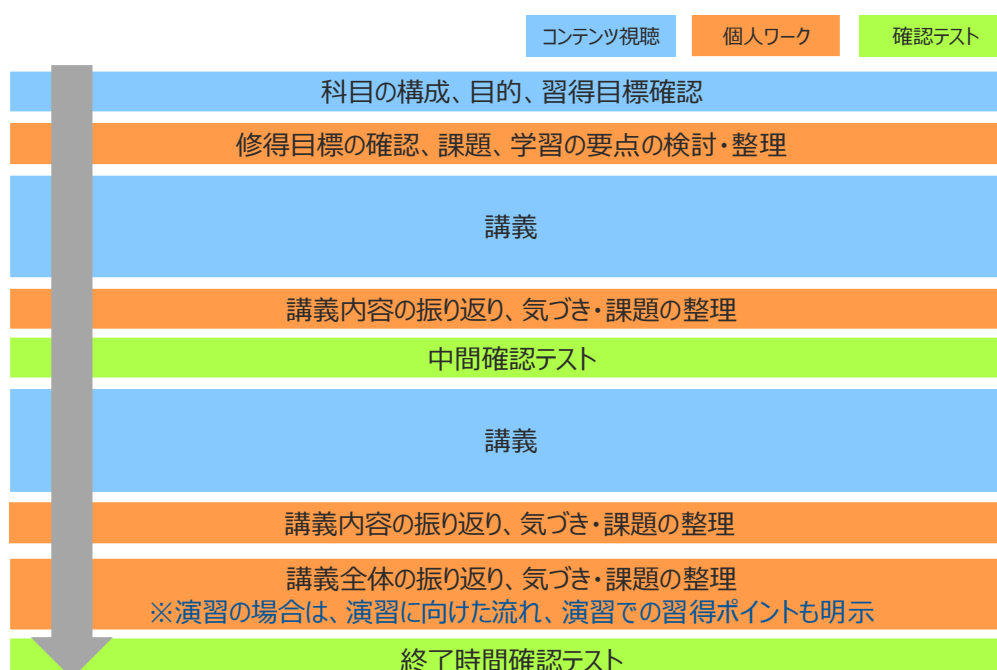 コンテンツ視聴
個人ワーク
確認テスト
科目の構成、目的、習得目標確認
修得目標の確認、課題、学習の要点の検討・整理
講義
講義内容の振り返り、気づき・課題の整理
中間確認テスト
講義
講義内容の振り返り、気づき・課題の整理
講義全体の振り返り、気づき・課題の整理
※演習の場合は、演習に向けた流れ、演習での習得ポイントも明示
終了時間確認テスト